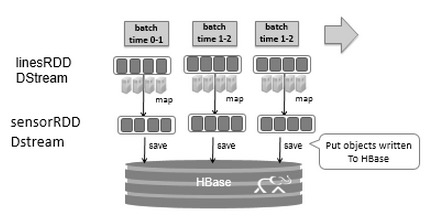 batch
time 0-1
batch
time 1-2
batch
time 1-2
linesRDD
DStream
map
map
map
sensorRDD
Dstream
save
save
save
Put objects written
To HBase
HBase